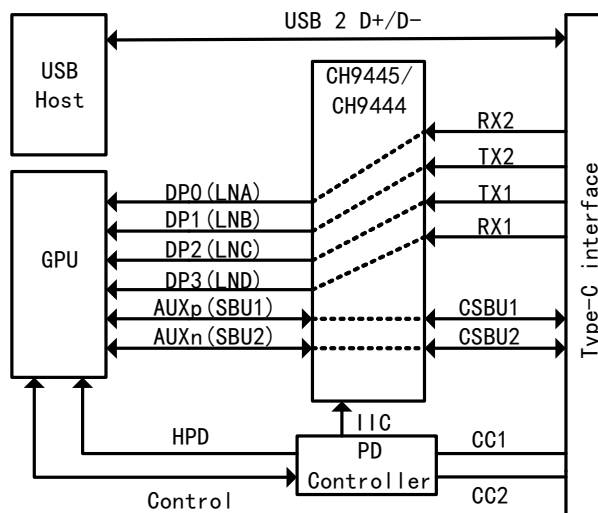 USB 2 D+/D-
USB
Host
CH9445/
CH9444
RX2
TX2
DP0(LNA)
TX1
DP1(LNB)
RX1
GPU
DP2(LNC)
DP3(LND)
AUXp(SBU1)
CSBU1
AUXn(SBU2)
CSBU2
Type-C interface
IIC
HPD
PD
Controller
CC1
Control
CC2